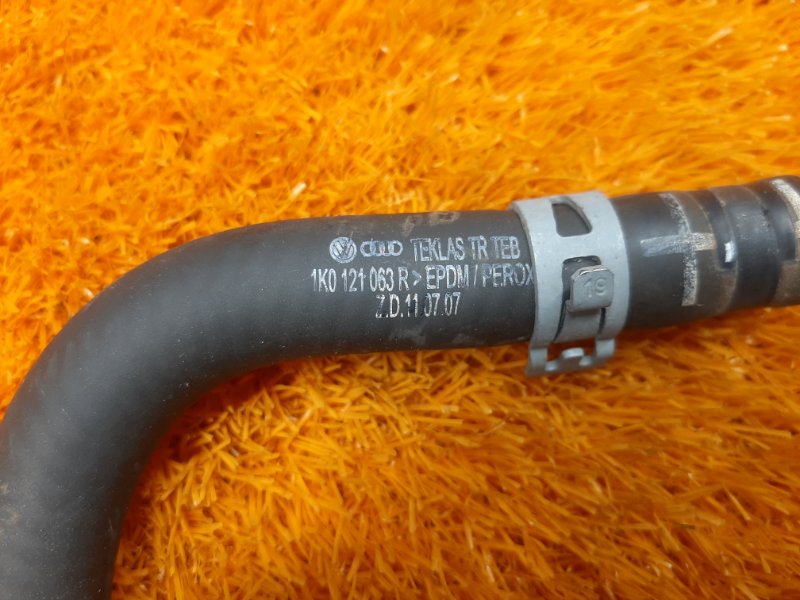 TEKLAS TR TEB
1K0 121 063 R > EPDM / PEROX
Z.D.11.07.07
19